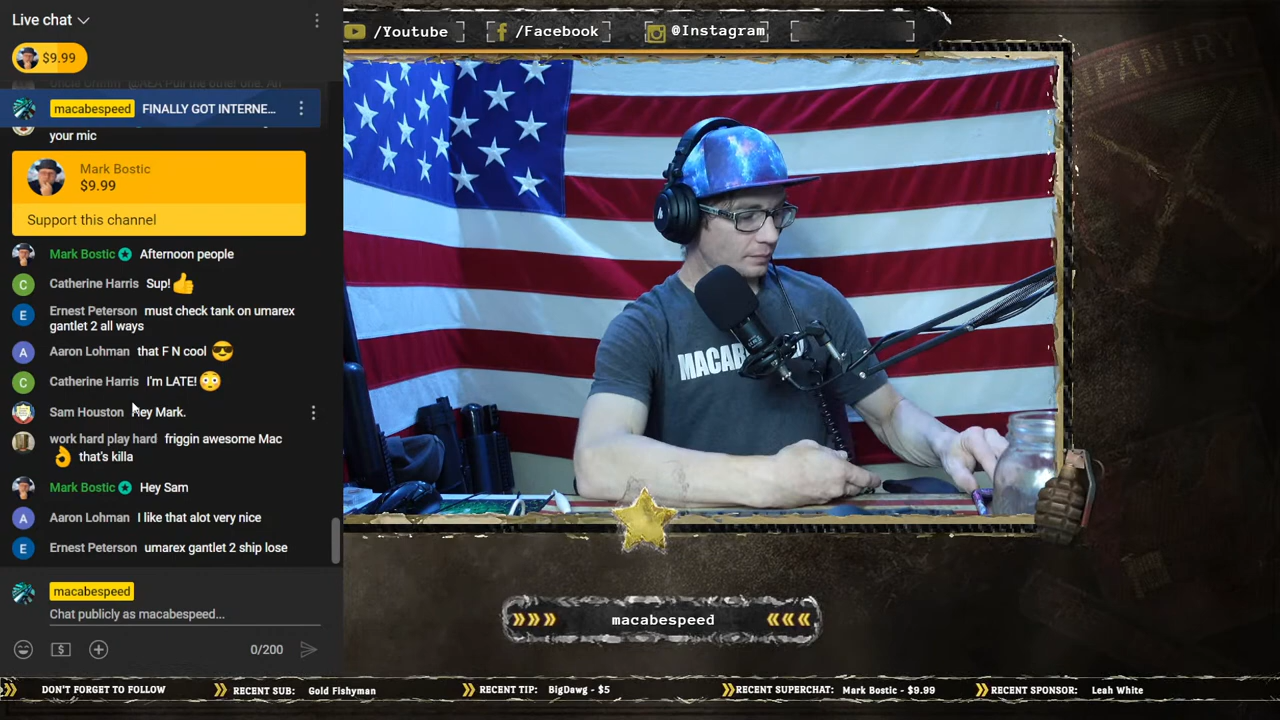 Live chat
/Youtube
/Facebook
@Instagram
$9.99
macabespeed FINALLY GOT INTERNE...
your mic
Mark Bostic
$9.99
Support this channel
Mark Bostic Afternoon people
Catherine Harris Sup!
Ernest Peterson must check tank on umarex
gantlet 2 all ways
Aaron Lohman that F N cool
Catherine Harris I'm LATE!
Sam Houston Hey Mark.
work hard play hard friggin awesome Mac
that's killa
Mark Bostic Hey Sam
Aaron Lohman I like that alot very nice
Ernest Peterson umarex gantlet 2 ship lose
macabespeed
Chat publicly as macabespeed...
0/200
INFANTRY
macabespeed
DON'T FORGET TO FOLLOW
RECENT SUB: Gold Fishyman
RECENT TIP: BigDawg - $5
RECENT SUPERCHAT: Mark Bostic - $9.99
RECENT SPONSOR: Leah White